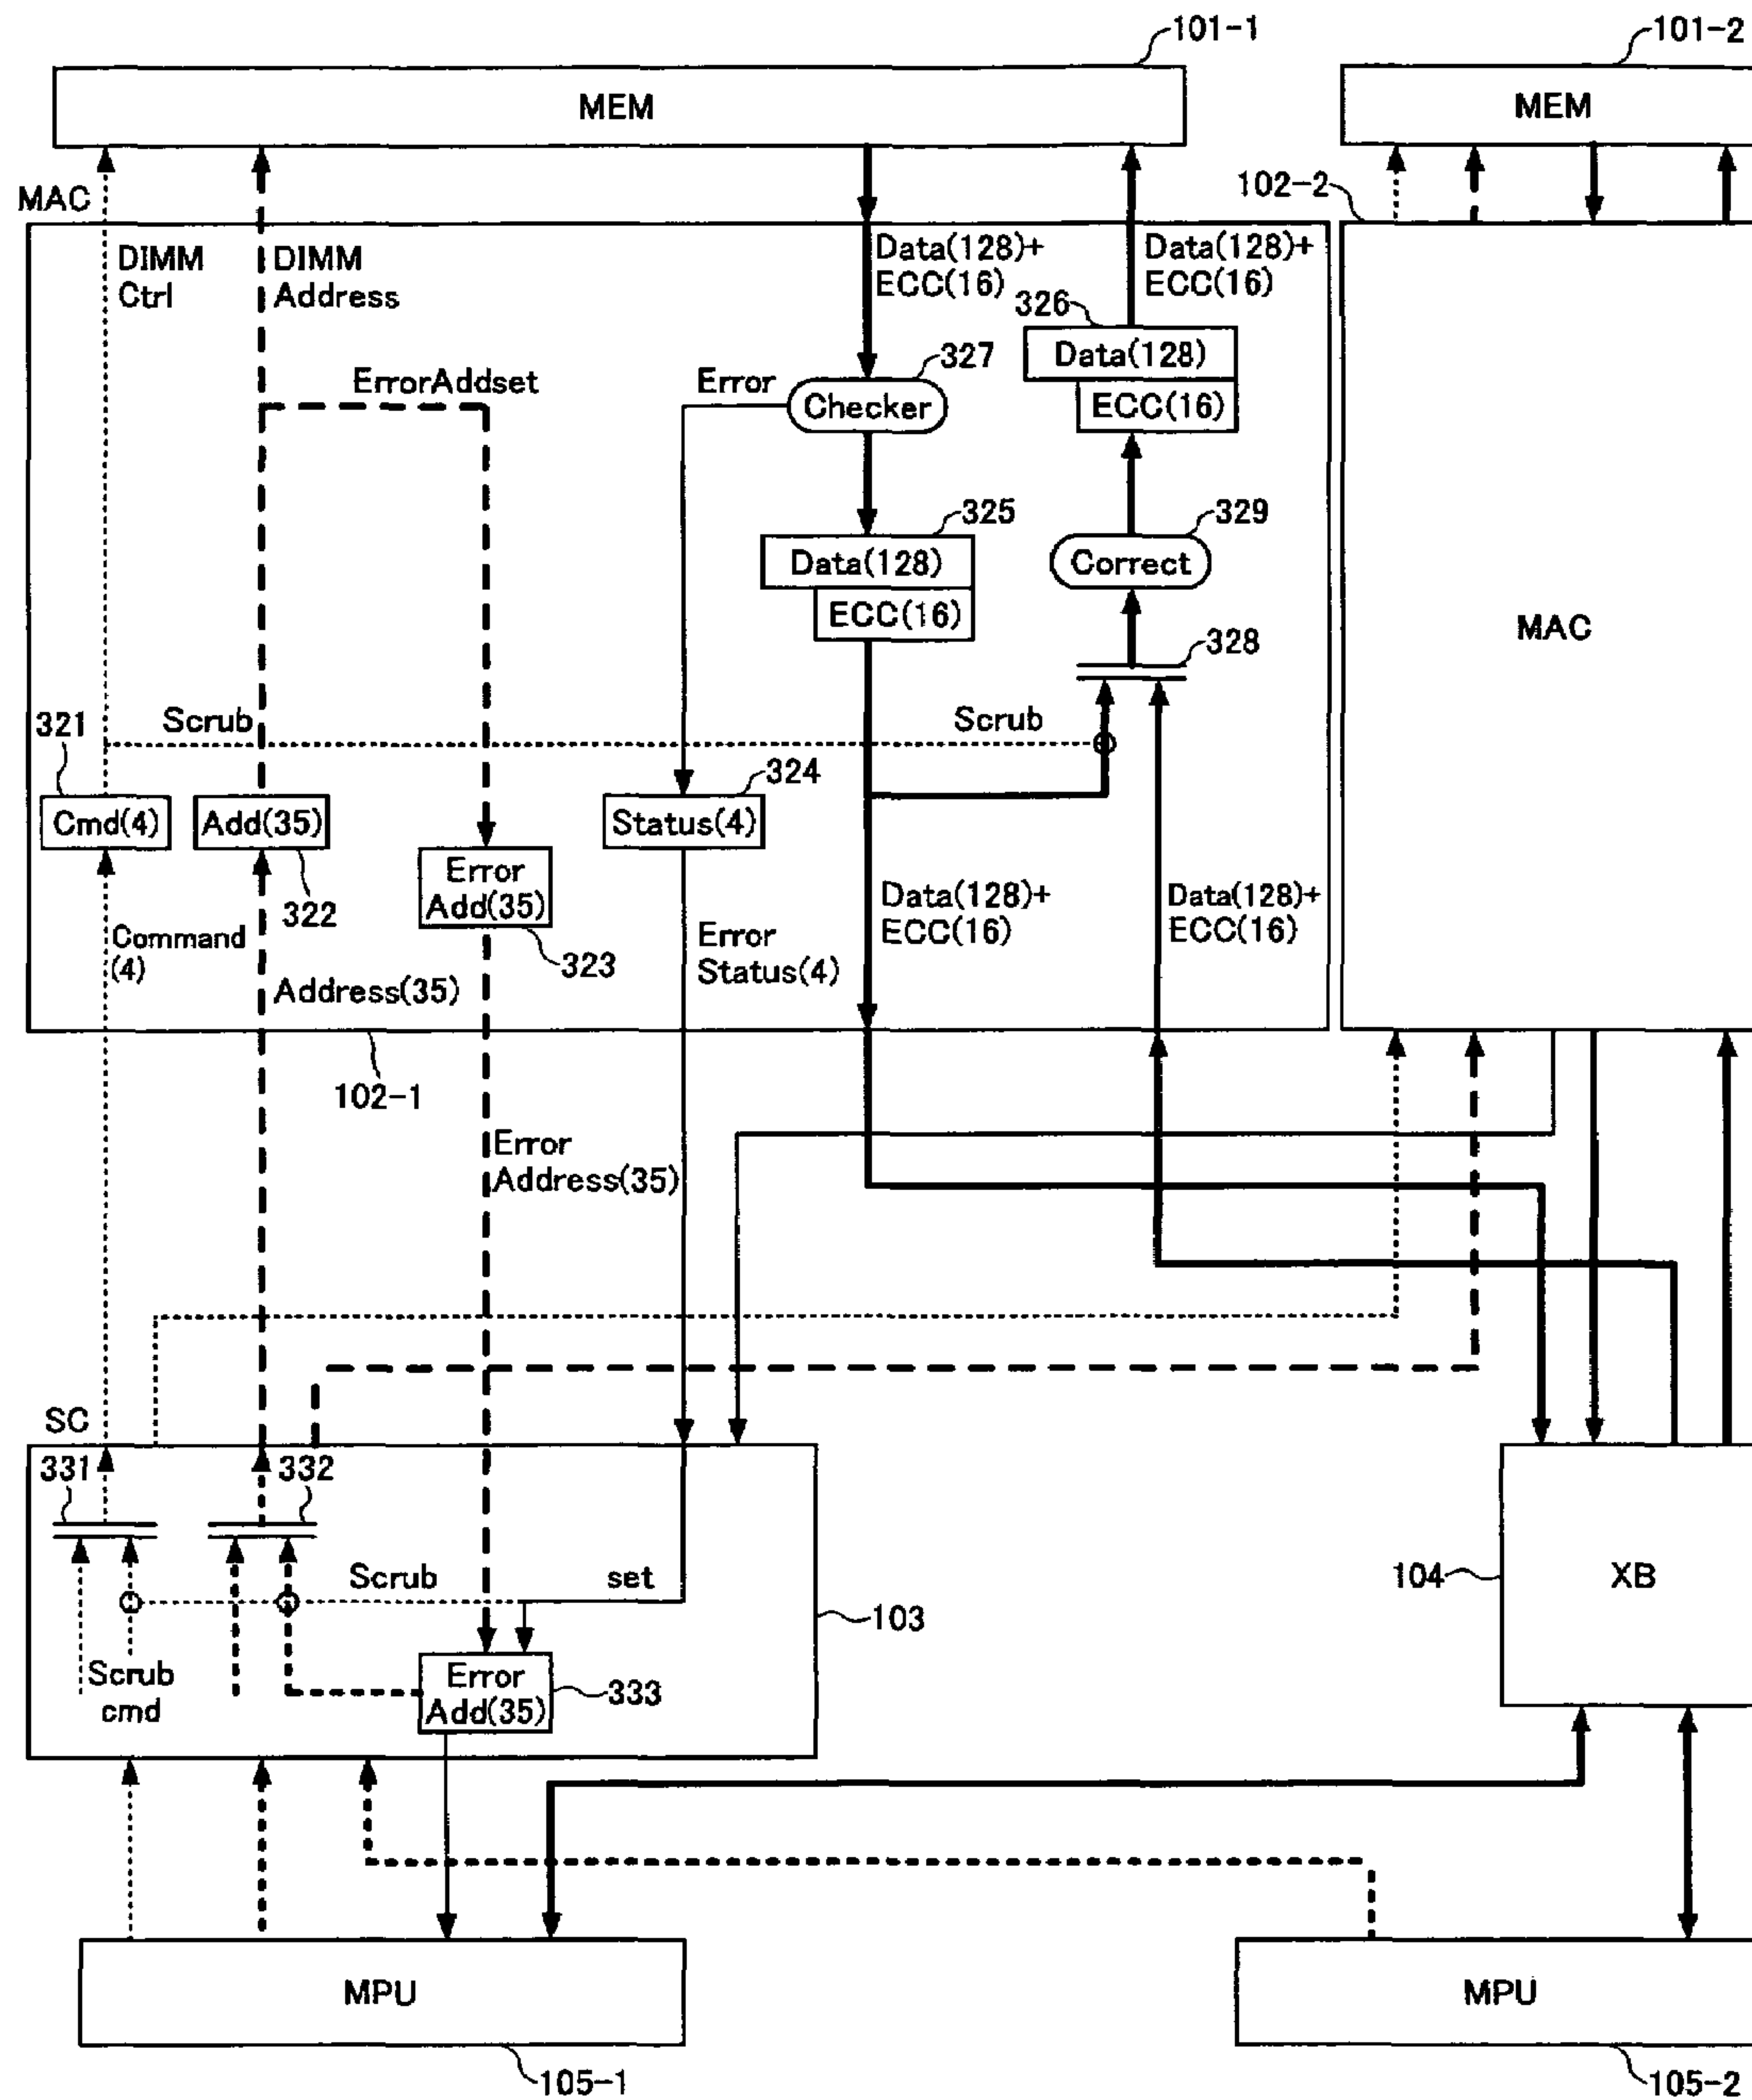 101-1
101-2
MEM
MEM
MAC
102-2
DIMM
Ctrl
DIMM
Address
Data(128)+
ECC(16)
Data(128)+
ECC(16)
326
327
Data(128)
ECC(16)
ErrorAddset
Error
Checker
325
329
Data(128)
ECC(16)
Correct
MAC
328
321
Scrub
Scrub
324
Cmd(4)
Add(35)
Status(4)
322
Error
Add(35)
323
Command
(4)
Address(35)
Error
Status(4)
Data(128)+
ECC(16)
Data(128)+
ECC(16)
102-1
Error
Address(35)
SC
331
332
Scrub
set
104
XB
103
Scrub
cmd
Error
Add(35)
333
MPU
MPU
105-1
105-2